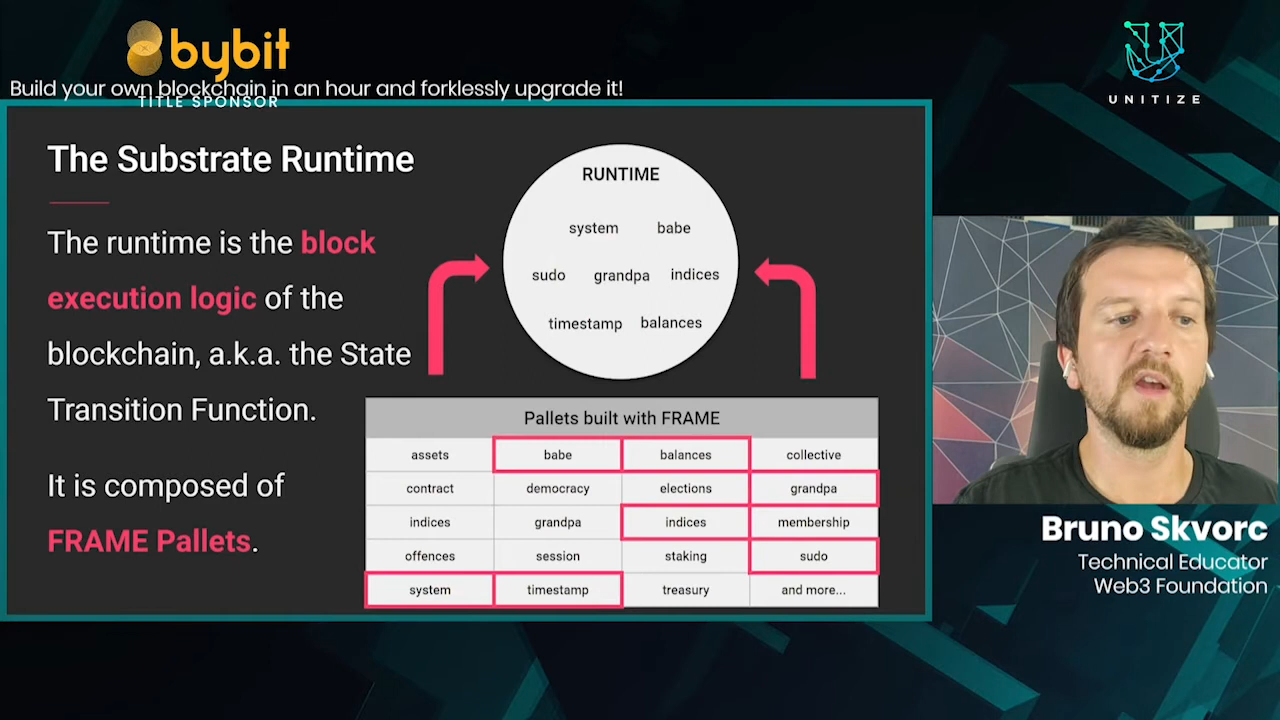 bybit
TITLE SPONSOR
Build your own blockchain in an hour and forklessly upgrade it!
UNITIZE
The Substrate Runtime
The runtime is the block
execution logic of the
blockchain, a.k.a. the State
Transition Function.
It is composed of
FRAME Pallets.
RUNTIME
system babe
sudo grandpa indices
timestamp balances
Pallets built with FRAME
assets babe balances collective
contract democracy elections grandpa
indices grandpa indices membership
offences session staking sudo
system timestamp treasury and more...
Bruno Skvorc
Technical Educator
Web3 Foundation